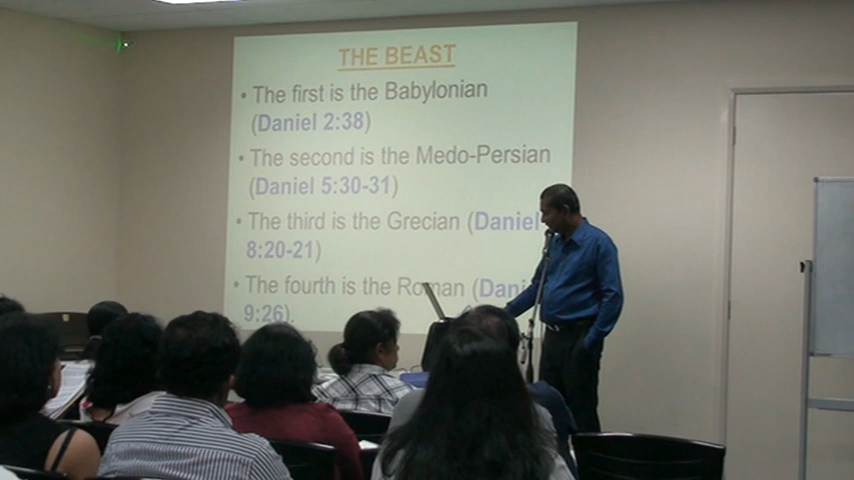 THE BEAST
• The first is the Babylonian
(Daniel 2:38)
• The second is the Medo-Persian
(Daniel 5:30-31)
• The third is the Grecian (Daniel
8:20-21)
• The fourth is the Roman (Dani
9:26).